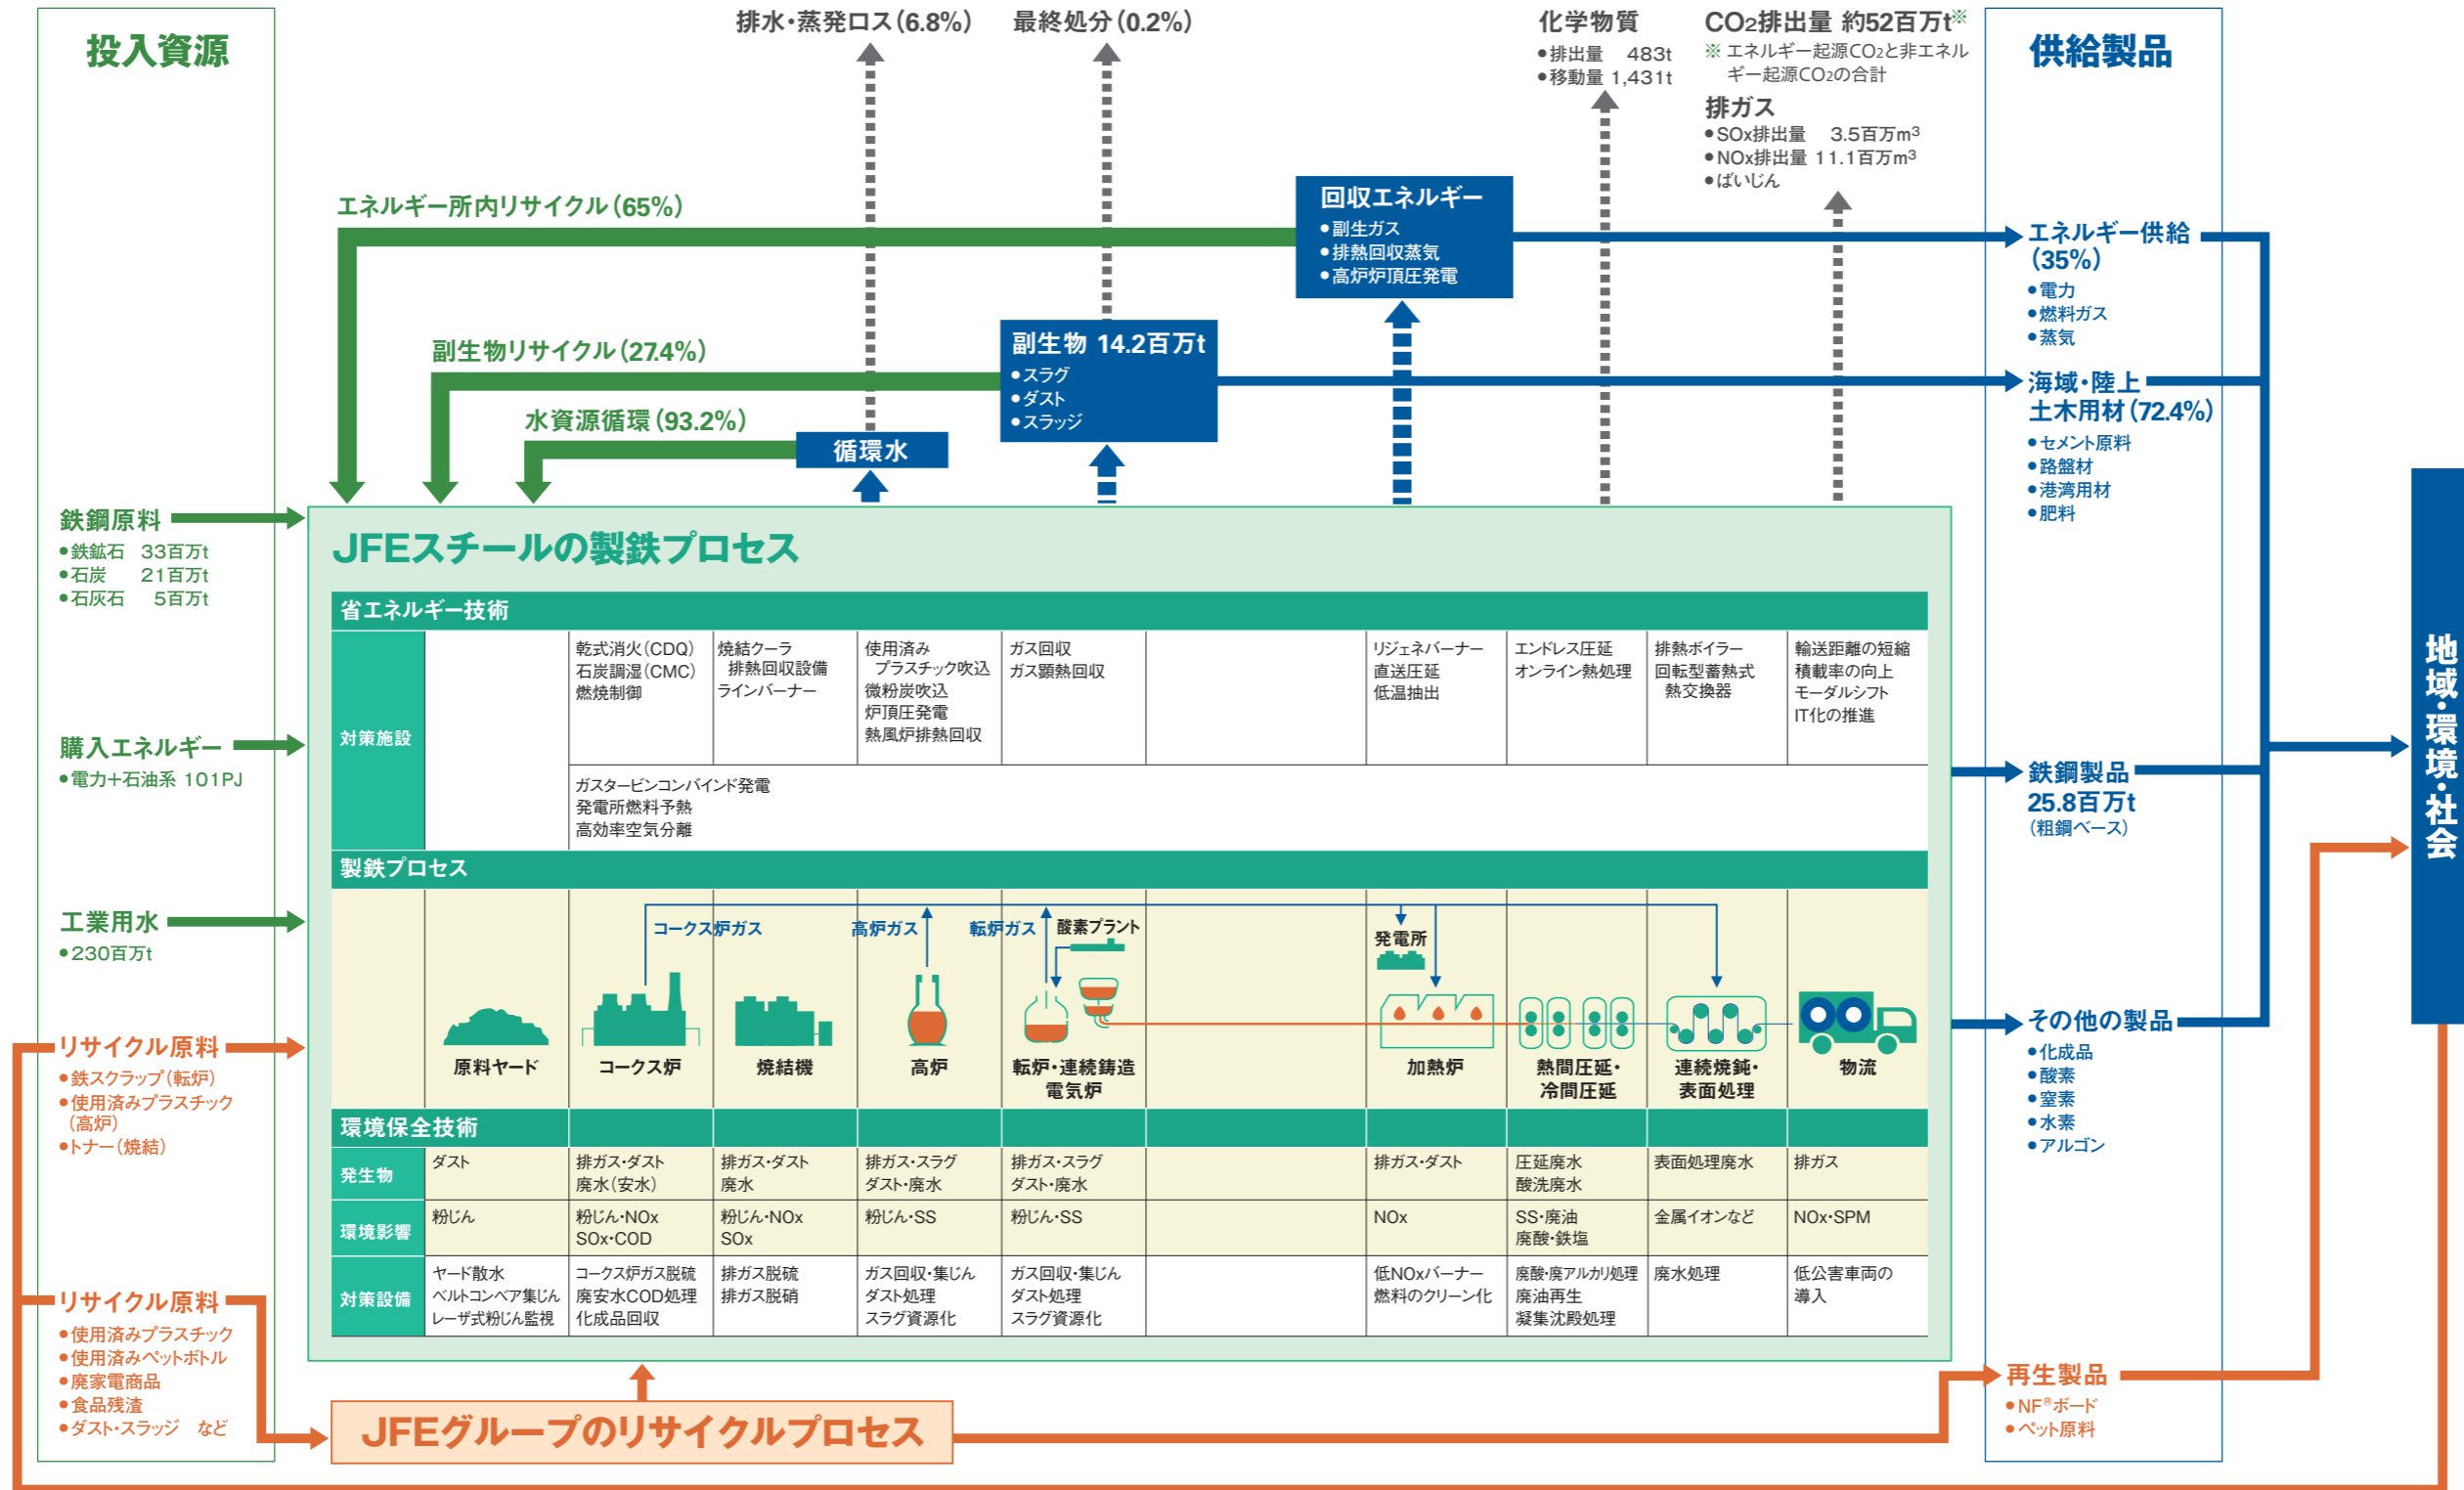 投入資源
鉄鋼原料
●鉄鉱石 33百万t
●石炭 21百万t
●石灰石 5百万t
購入エネルギー
●電力+石油系 101PJ
工業用水
●230百万t
リサイクル原料
●鉄スクラップ(転炉)
●使用済みプラスチック
(高炉)
●トナー(焼結)
リサイクル原料
●使用済みプラスチック
●使用済みペットボトル
●廃家電商品
●食品残渣
●ダスト・スラッジ など
排水・蒸発ロス(6.8%)
最終処分(0.2%)
化学物質
●排出量 483t
●移動量 1,431t
CO2排出量 約52百万t※
※ エネルギー起源CO2と非エネル
ギー起源CO2の合計
排ガス
●SOx排出量 3.5百万m³
●NOx排出量 11.1百万m³
●ばいじん
エネルギー所内リサイクル(65%)
回収エネルギー
●副生ガス
●排熱回収蒸気
●高炉炉頂圧発電
副生物リサイクル(27.4%)
副生物 14.2百万t
●スラグ
●ダスト
●スラッジ
水資源循環(93.2%)
循環水
JFEスチールの製鉄プロセス
省エネルギー技術
対策施設
乾式消火(CDQ)
石炭調湿(CMC)
燃焼制御
焼結クーラ
排熱回収設備
ラインバーナー
使用済み
プラスチック吹込
微粉炭吹込
炉頂圧発電
熱風炉排熱回収
ガス回収
ガス顕熱回収
リジェネバーナー
直送圧延
低温抽出
エンドレス圧延
オンライン熱処理
排熱ボイラー
回転型蓄熱式
熱交換器
輸送距離の短縮
積載率の向上
モーダルシフト
IT化の推進
ガスタービンコンバインド発電
発電所燃料予熱
高効率空気分離
製鉄プロセス
コークス炉ガス
高炉ガス
転炉ガス
酸素プラント
発電所
原料ヤード
コークス炉
焼結機
高炉
転炉・連続鋳造
電気炉
加熱炉
熱間圧延・
冷間圧延
連続焼鈍・
表面処理
物流
環境保全技術
発生物
ダスト
排ガス・ダスト
廃水(安水)
排ガス・ダスト
廃水
排ガス・スラグ
ダスト・廃水
排ガス・スラグ
ダスト・廃水
排ガス・ダスト
圧延廃水
酸洗廃水
表面処理廃水
排ガス
環境影響
粉じん
粉じん・NOx
SOx・COD
粉じん・NOx
SOx
粉じん・SS
粉じん・SS
NOx
SS・廃油
廃酸・鉄塩
金属イオンなど
NOx・SPM
対策設備
ヤード散水
ベルトコンベア集じん
レーザ式粉じん監視
コークス炉ガス脱硫
廃安水COD処理
化成品回収
排ガス脱硫
排ガス脱硝
ガス回収・集じん
ダスト処理
スラグ資源化
ガス回収・集じん
ダスト処理
スラグ資源化
低NOxバーナー
燃料のクリーン化
廃酸・廃アルカリ処理
廃油再生
凝集沈殿処理
廃水処理
低公害車両の
導入
JFEグループのリサイクルプロセス
供給製品
エネルギー供給
(35%)
●電力
●燃料ガス
●蒸気
海域・陸上
土木用材(72.4%)
●セメント原料
●路盤材
●港湾用材
●肥料
鉄鋼製品
25.8百万t
(粗鋼ベース)
その他の製品
●化成品
●酸素
●窒素
●水素
●アルゴン
再生製品
●NF®ボード
●ペット原料
地域・環境・社会